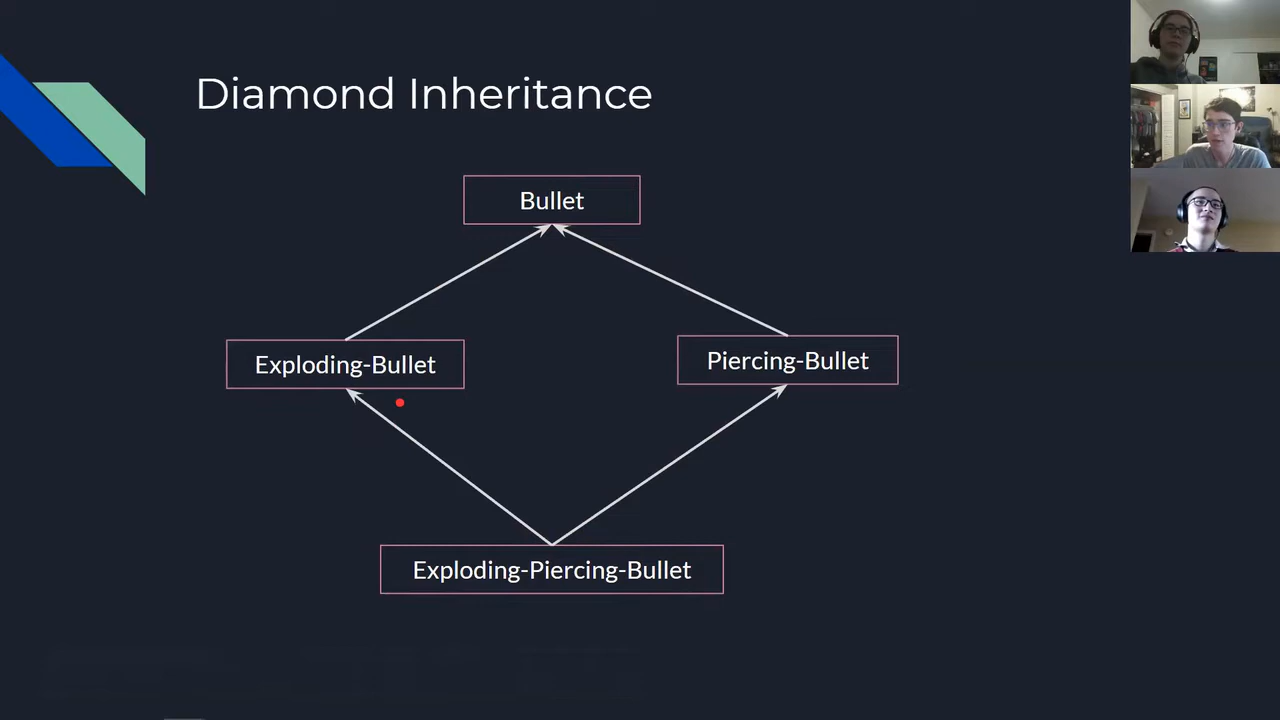 Diamond Inheritance
Bullet
Exploding-Bullet
Piercing-Bullet
Exploding-Piercing-Bullet